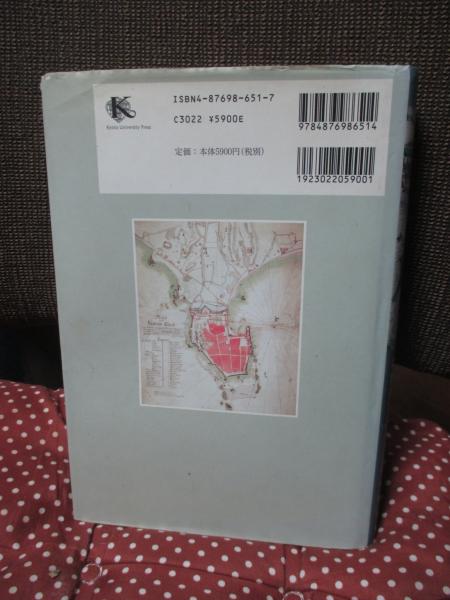 K
Kyoto University Press
ISBN4-87698-651-7
C3022 ¥5900E
定価：本体5900円（税別）
9784876986514
1923022059001